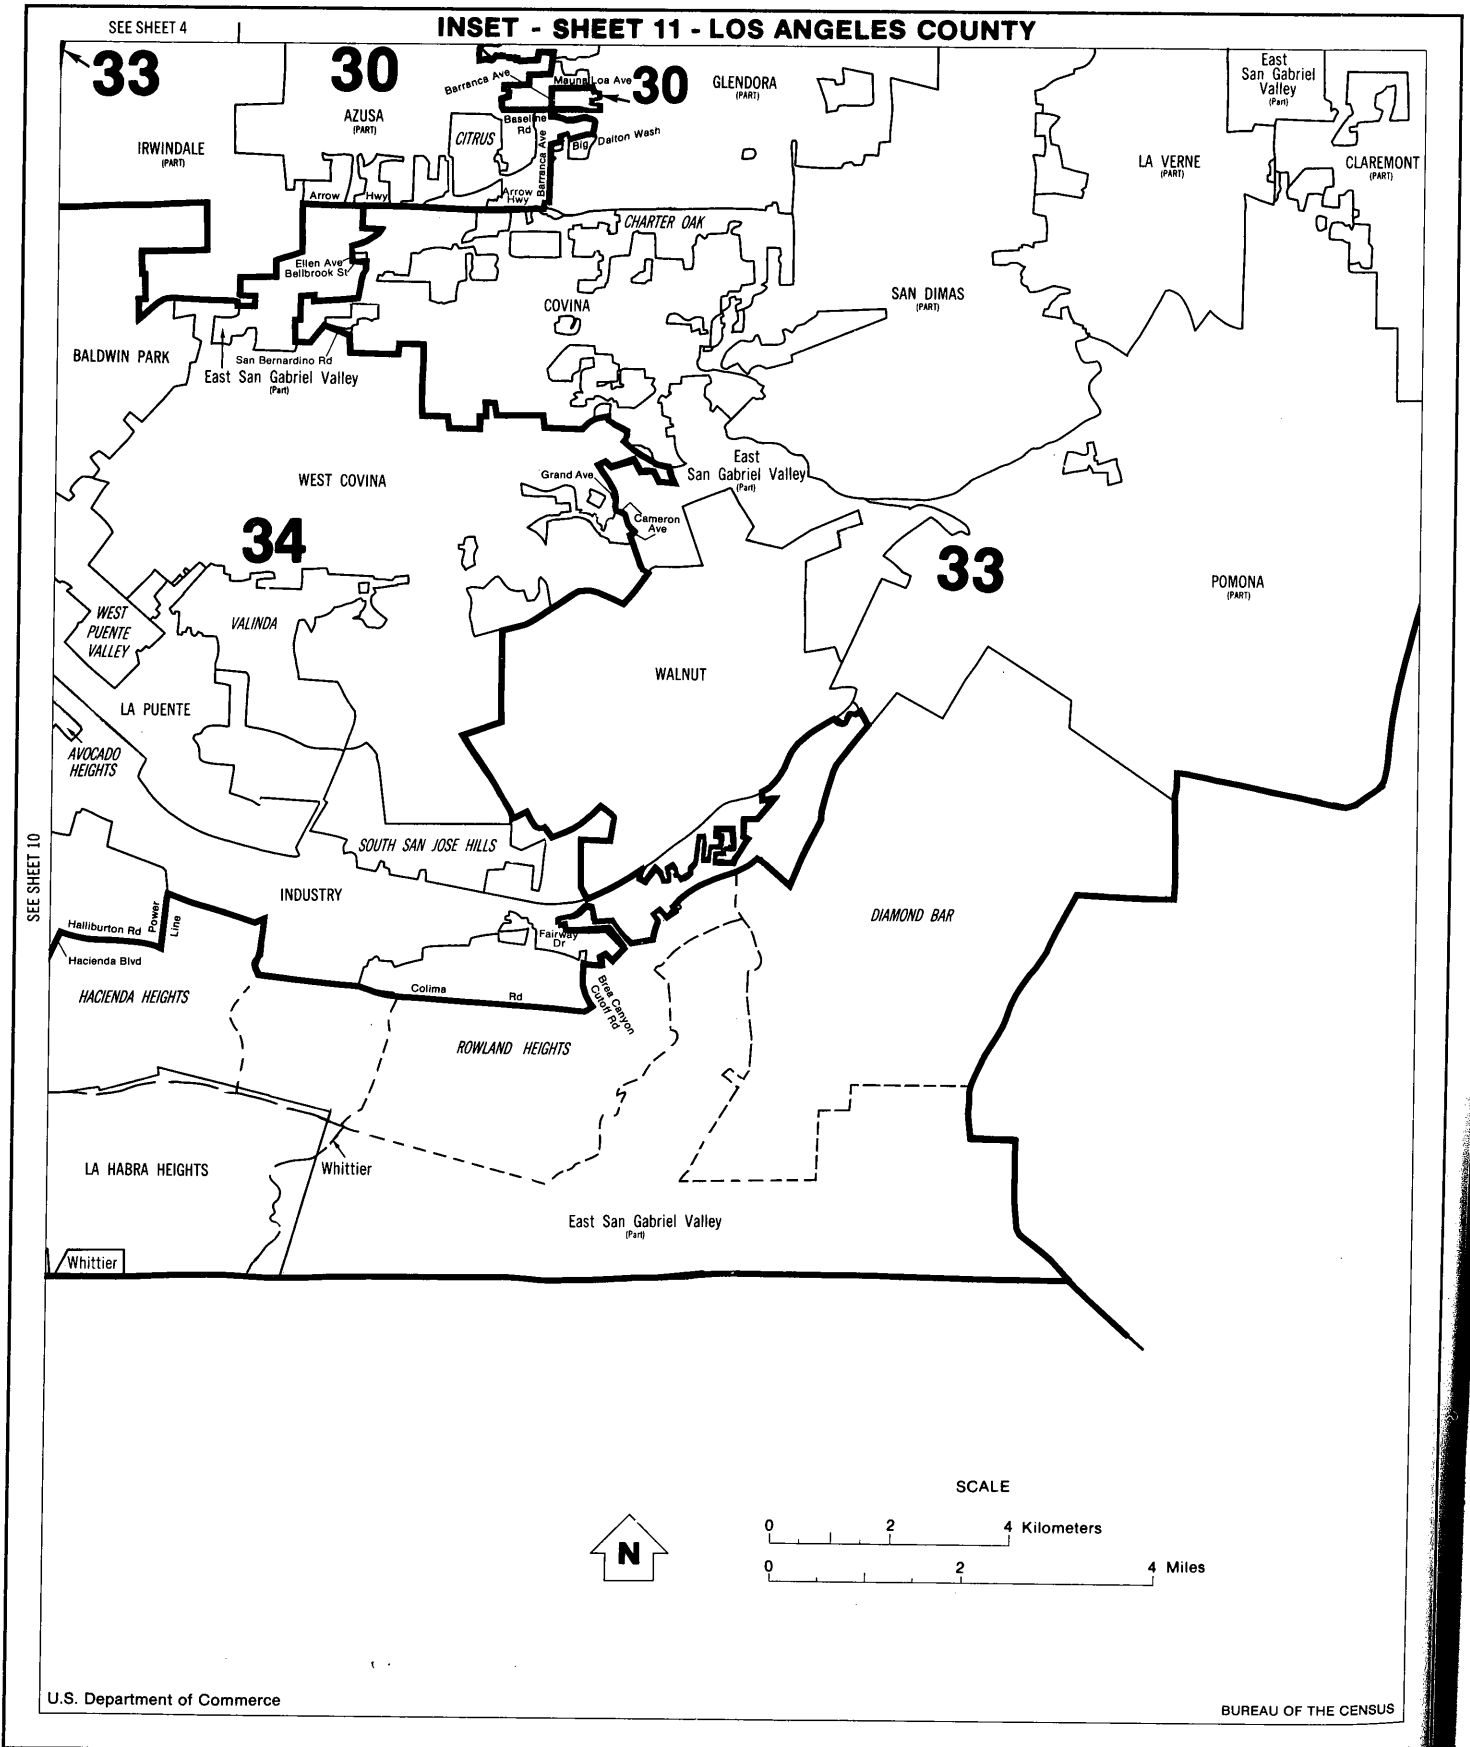 SEE SHEET 4
INSET - SHEET 11 - LOS ANGELES COUNTY
33
30
Barranca Ave
Mauna Loa Ave
30
GLENDORA
(PART)
East
San Gabriel
Valley
(Part)
AZUSA
(PART)
CITRUS
Baseline
Rd
Big Dalton Wash
Barranca Ave
IRWINDALE
(PART)
LA VERNE
(PART)
CLAREMONT
(PART)
Arrow Hwy
Arrow
Hwy
CHARTER OAK
Ellen Ave
Bellbrook St
COVINA
SAN DIMAS
(PART)
BALDWIN PARK
San Bernardino Rd
East San Gabriel Valley
(Part)
WEST COVINA
Grand Ave
East
San Gabriel Valley
(Part)
Cameron
Ave
34
33
POMONA
(PART)
WEST
PUENTE
VALLEY
VALINDA
WALNUT
LA PUENTE
AVOCADO
HEIGHTS
SOUTH SAN JOSE HILLS
SEE SHEET 10
INDUSTRY
DIAMOND BAR
Halliburton Rd
Power
Line
Fairway
Dr
Hacienda Blvd
HACIENDA HEIGHTS
Colima Rd
Brea Canyon
Cutoff Rd
ROWLAND HEIGHTS
LA HABRA HEIGHTS
Whittier
East San Gabriel Valley
(Part)
Whittier
SCALE
0 2 4 Kilometers
N
0 2 4 Miles
U.S. Department of Commerce
BUREAU OF THE CENSUS